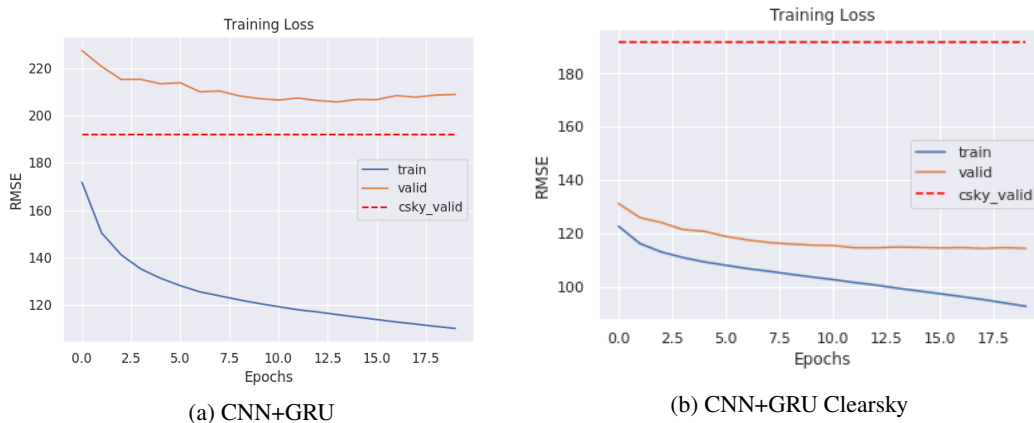 Training Loss
220
200
180
160
140
120
RMSE
train
valid
csky_valid
0.0 2.5 5.0 7.5 10.0 12.5 15.0 17.5
Epochs
(a) CNN+GRU
Training Loss
180
160
140
120
100
RMSE
train
valid
csky_valid
0.0 2.5 5.0 7.5 10.0 12.5 15.0 17.5
Epochs
(b) CNN+GRU Clearsky